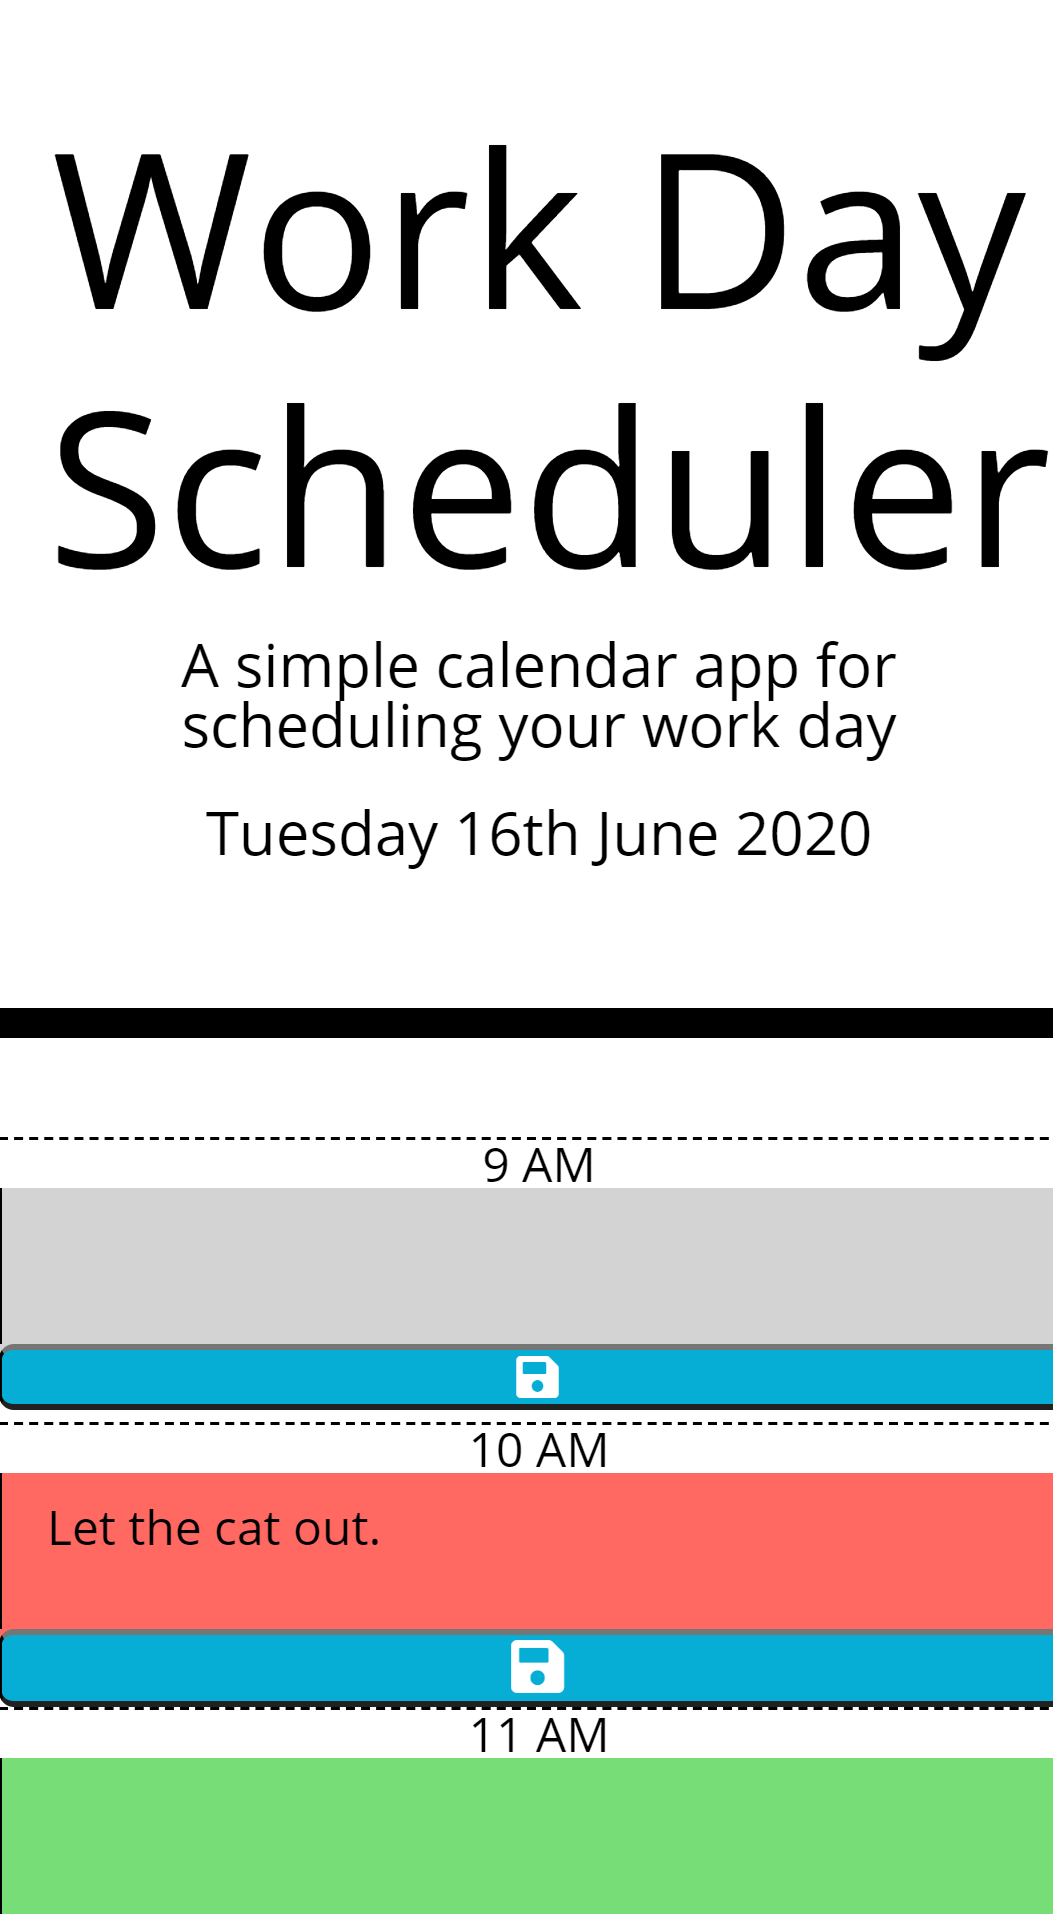 Work Day
Scheduler
A simple calendar app for
scheduling your work day
Tuesday 16th June 2020
9 AM
10 AM
Let the cat out.
11 AM